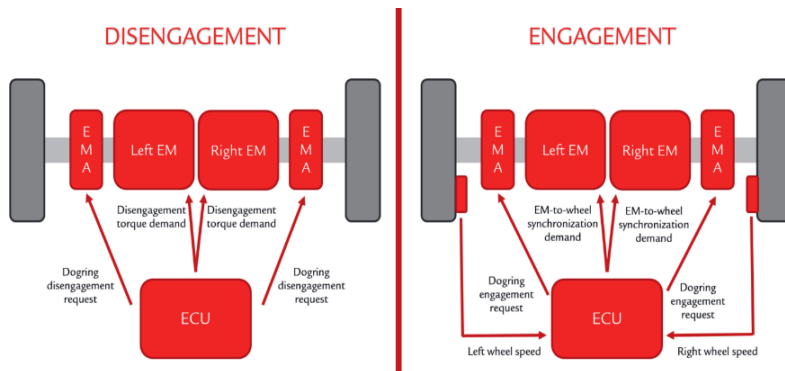 DISENGAGEMENT
E
M
A
Left EM
Right EM
E
M
A
Disengagement
torque demand
Disengagement
torque demand
Dogring
disengagement
request
Dogring
disengagement
request
ECU
ENGAGEMENT
E
M
A
Left EM
Right EM
E
M
A
EM-to-wheel
synchronization
demand
EM-to-wheel
synchronization
demand
Dogring
engagement
request
Dogring
engagement
request
ECU
Left wheel speed
Right wheel speed